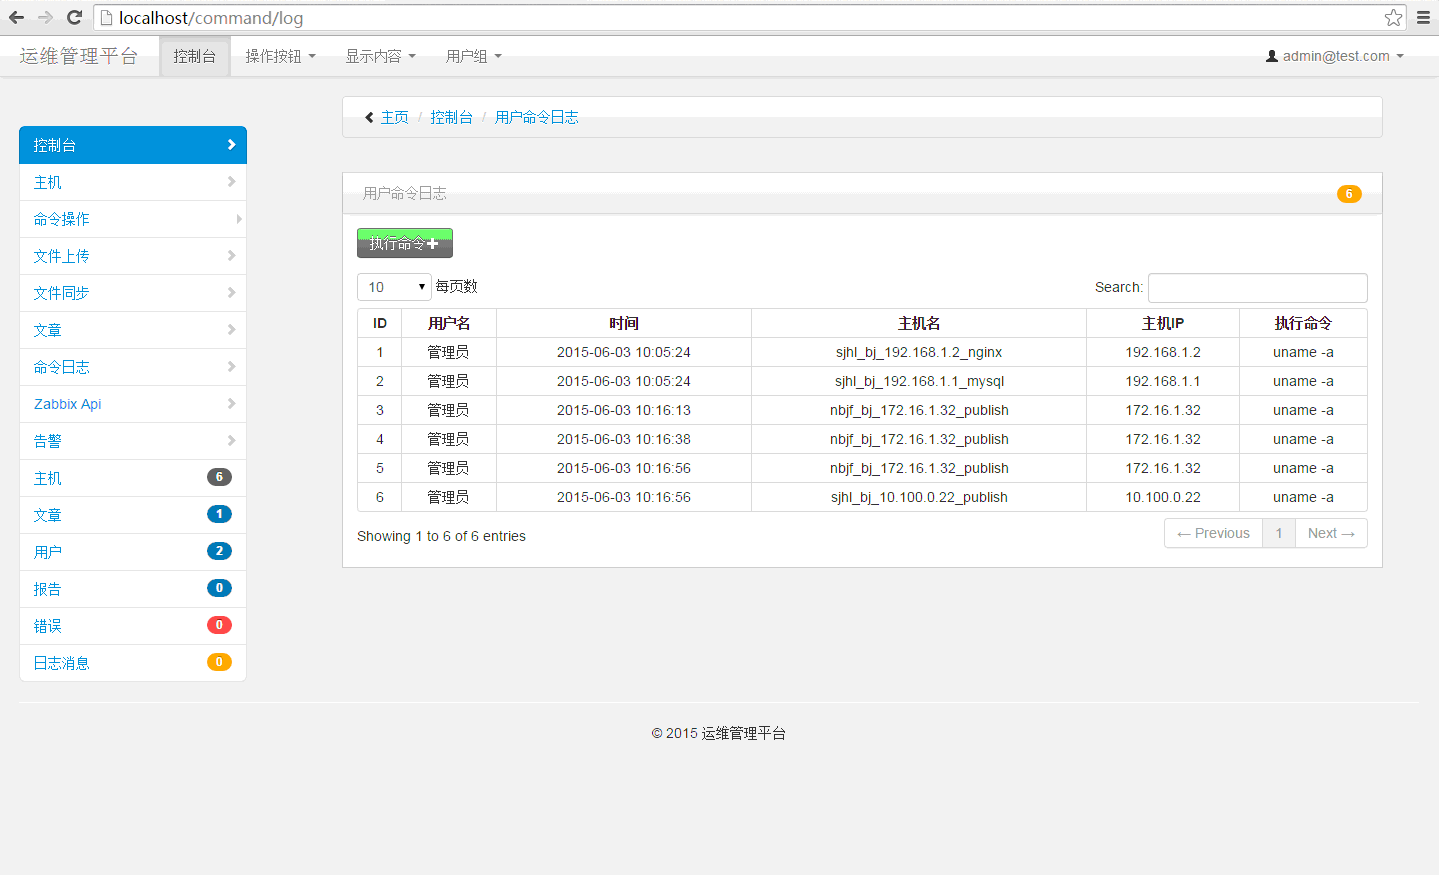 localhost/command/log
运维管理平台 控制台 操作按钮 显示内容 用户组 admin@test.com
主页 / 控制台 / 用户命令日志
控制台
主机
命令操作
文件上传
文件同步
文章
命令日志
Zabbix Api
告警
主机 6
文章 1
用户 2
报告 0
错误 0
日志消息 0
用户命令日志 6
执行命令
10 每页数 Search:
ID 用户名 时间 主机名 主机IP 执行命令
1 管理员 2015-06-03 10:05:24 sjhl_bj_192.168.1.2_nginx 192.168.1.2 uname -a
2 管理员 2015-06-03 10:05:24 sjhl_bj_192.168.1.1_mysql 192.168.1.1 uname -a
3 管理员 2015-06-03 10:16:13 nbjf_bj_172.16.1.32_publish 172.16.1.32 uname -a
4 管理员 2015-06-03 10:16:38 nbjf_bj_172.16.1.32_publish 172.16.1.32 uname -a
5 管理员 2015-06-03 10:16:56 nbjf_bj_172.16.1.32_publish 172.16.1.32 uname -a
6 管理员 2015-06-03 10:16:56 sjhl_bj_10.100.0.22_publish 10.100.0.22 uname -a
Showing 1 to 6 of 6 entries ← Previous 1 Next →
© 2015 运维管理平台